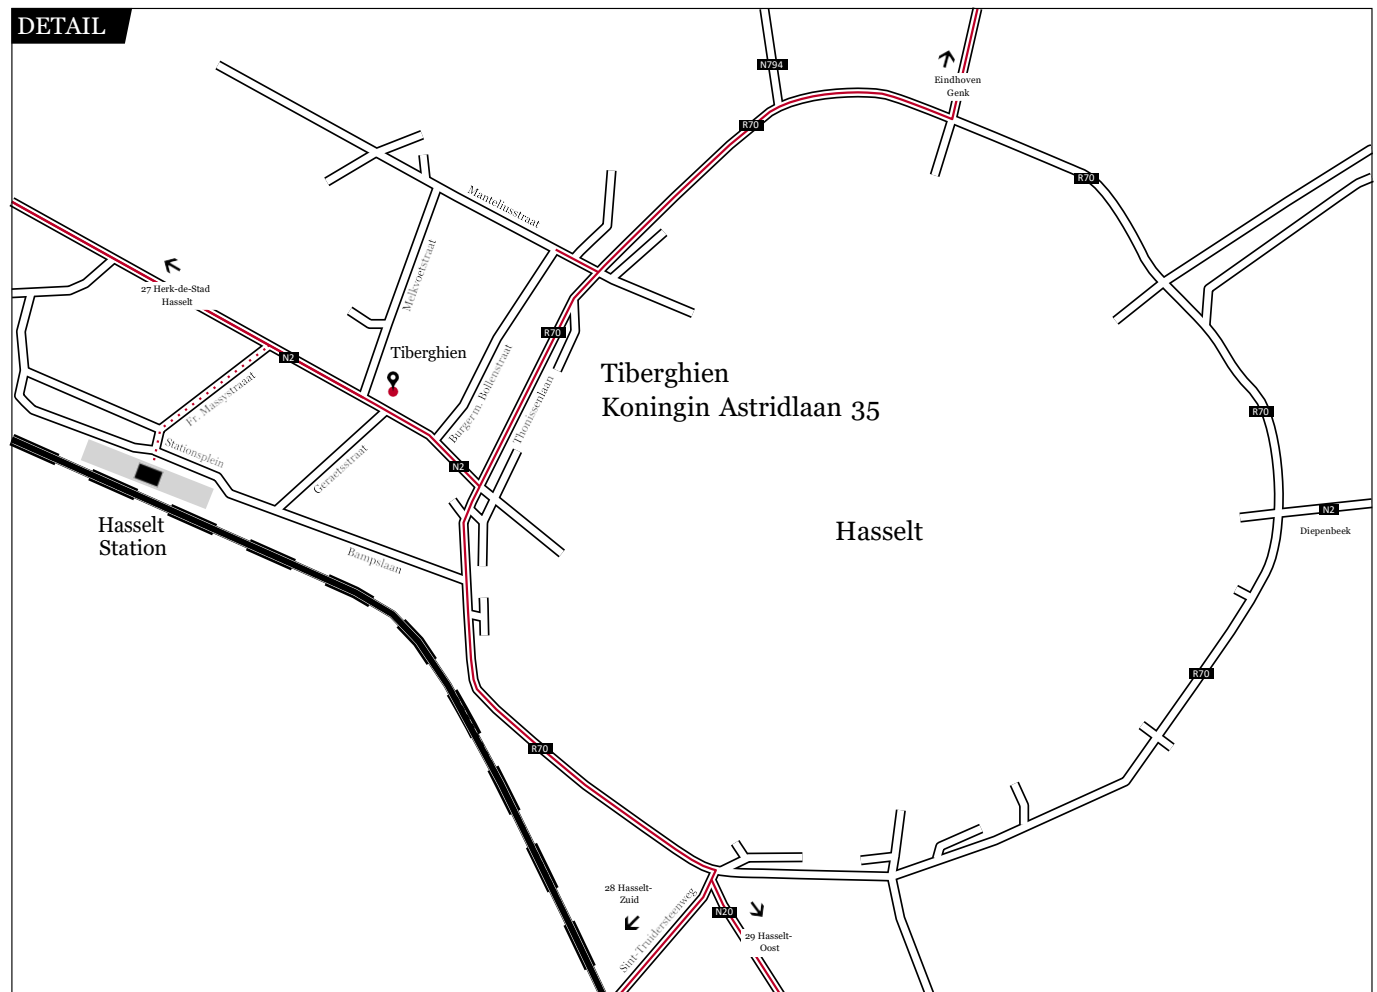 DETAIL
N794
Eindhoven
Genk
R70
R70
Manteliusstraat
Melkvoetstraat
27 Herk-de-Stad
Hasselt
N2
R70
Tiberghien
Burgerm. Bollenstraat
Thonissenlaan
Tiberghien
Koningin Astridlaan 35
Fr. Massystraaat
Stationsplein
Geraetsstraat
N2
R70
Hasselt
Station
Hasselt
N2
Diepenbeek
Bampslaan
R70
R70
28 Hasselt-
Zuid
Sint-Truidersteenweg
N20
29 Hasselt-
Oost